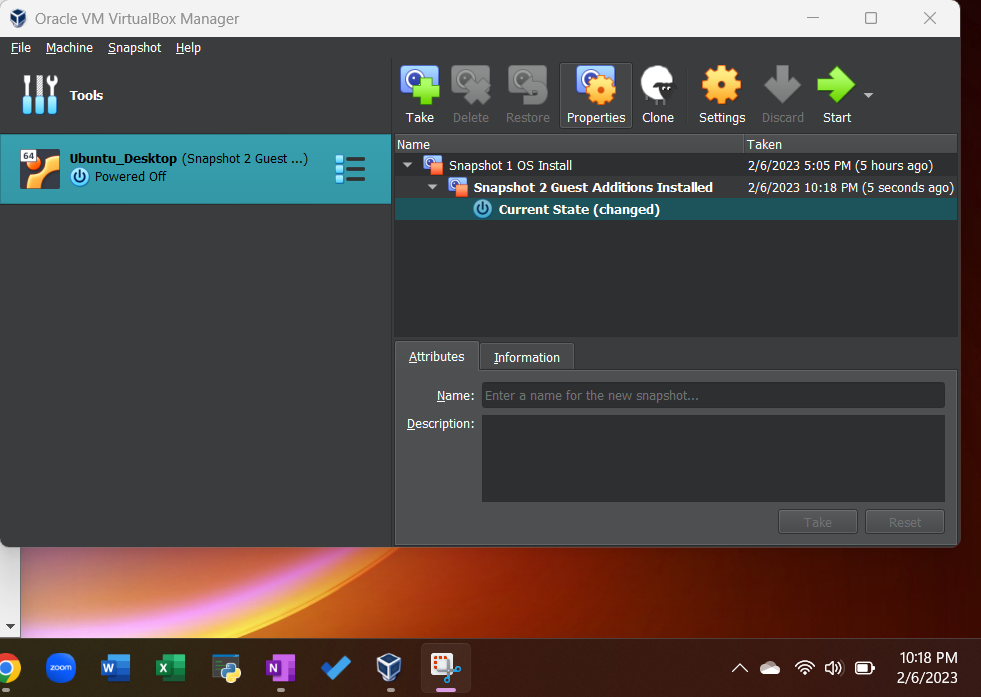 Oracle VM VirtualBox Manager
File Machine Snapshot Help
Tools
Take Delete Restore Properties Clone Settings Discard Start
64
Ubuntu_Desktop (Snapshot 2 Guest ...)
Powered Off
Name Taken
Snapshot 1 OS Install 2/6/2023 5:05 PM (5 hours ago)
Snapshot 2 Guest Additions Installed 2/6/2023 10:18 PM (5 seconds ago)
Current State (changed)
Attributes Information
Name: Enter a name for the new snapshot...
Description:
Take Reset
zoom W X N
10:18 PM
2/6/2023